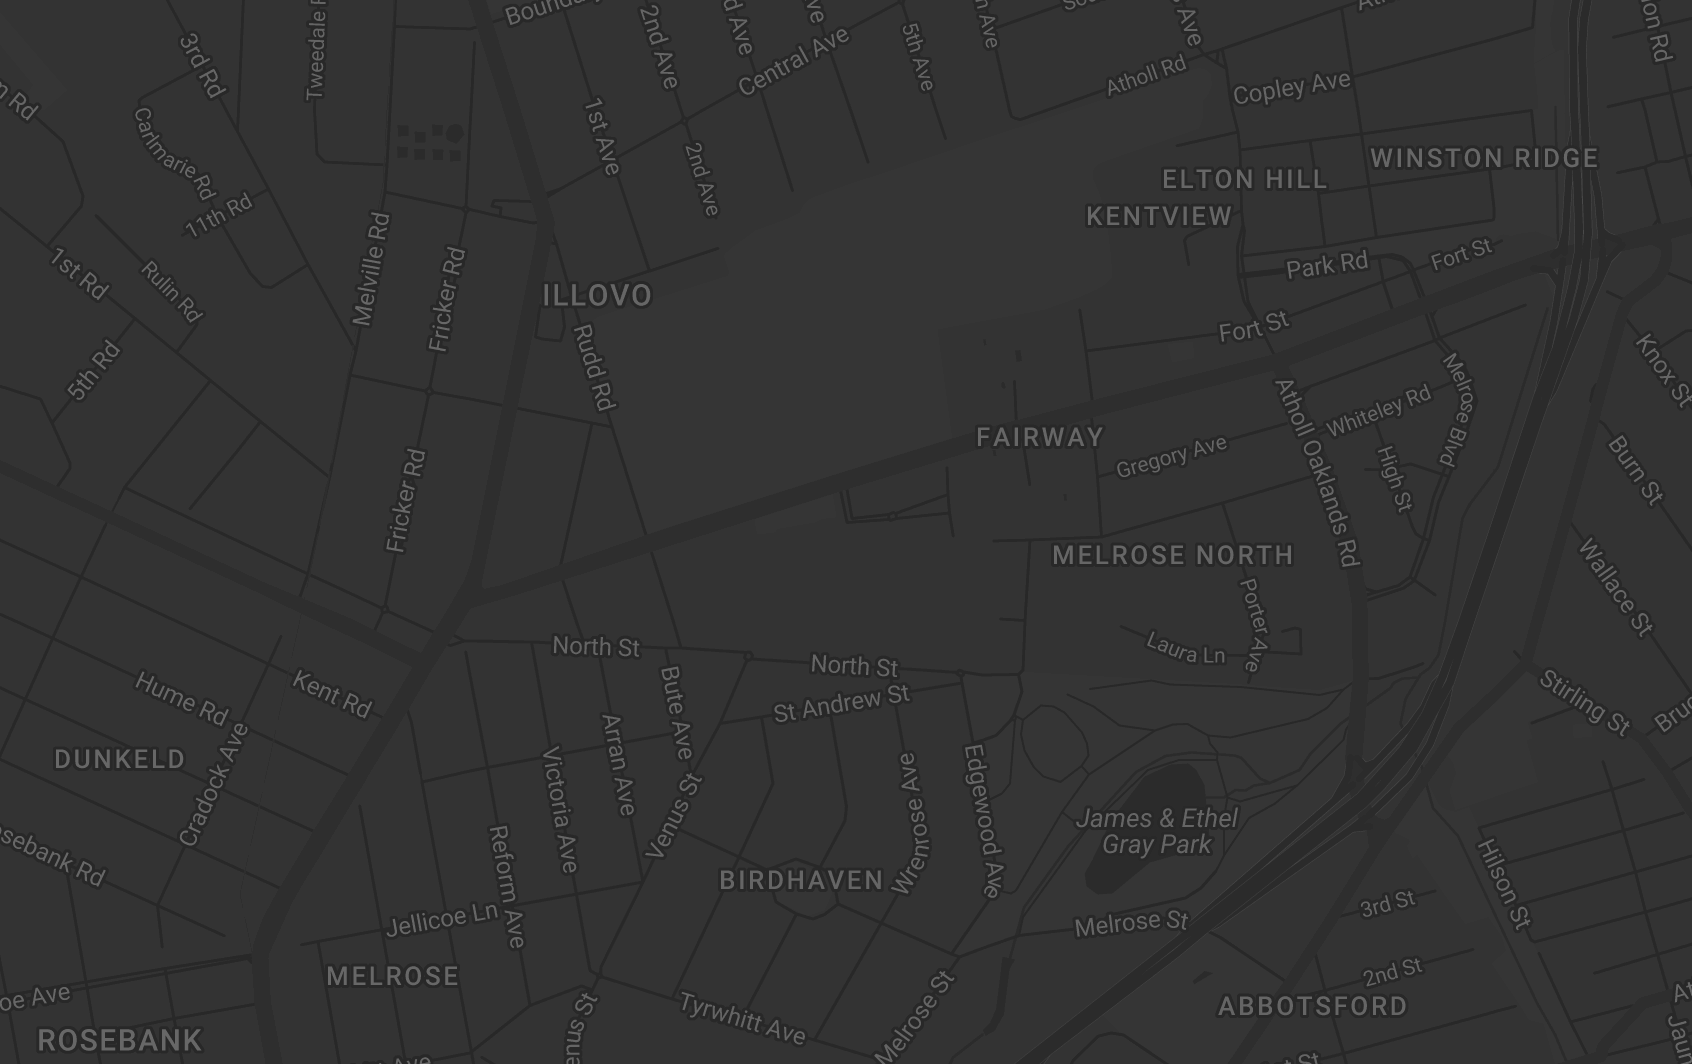 Boundary
2nd Ave
3rd Rd
Tweedale
Central Ave
5th Ave
Ave
Atholl Rd
Copley Ave
Carlmarie Rd
1st Ave
2nd Ave
WINSTON RIDGE
ELTON HILL
KENTVIEW
11th Rd
Melville Rd
Fricker Rd
1st Rd
Rulin Rd
Park Rd
Fort St
ILLOVO
Fort St
Rudd Rd
5th Rd
Knox St
Melrose Blvd
Atholl Oaklands Rd
Whiteley Rd
FAIRWAY
Gregory Ave
High St
Burn St
Fricker Rd
MELROSE NORTH
Wallace St
Porter Ave
North St
Laura Ln
North St
Bute Ave
Hume Rd
Kent Rd
St Andrew St
Stirling St
DUNKELD
Cradock Ave
Arran Ave
Victoria Ave
Wrenrose Ave
Edgewood Ave
Venus St
James & Ethel
Gray Park
Reform Ave
BIRDHAVEN
Hilson St
Jellicoe Ln
3rd St
Melrose St
MELROSE
2nd St
oe Ave
Tyrwhitt Ave
Melrose St
ABBOTSFORD
ROSEBANK